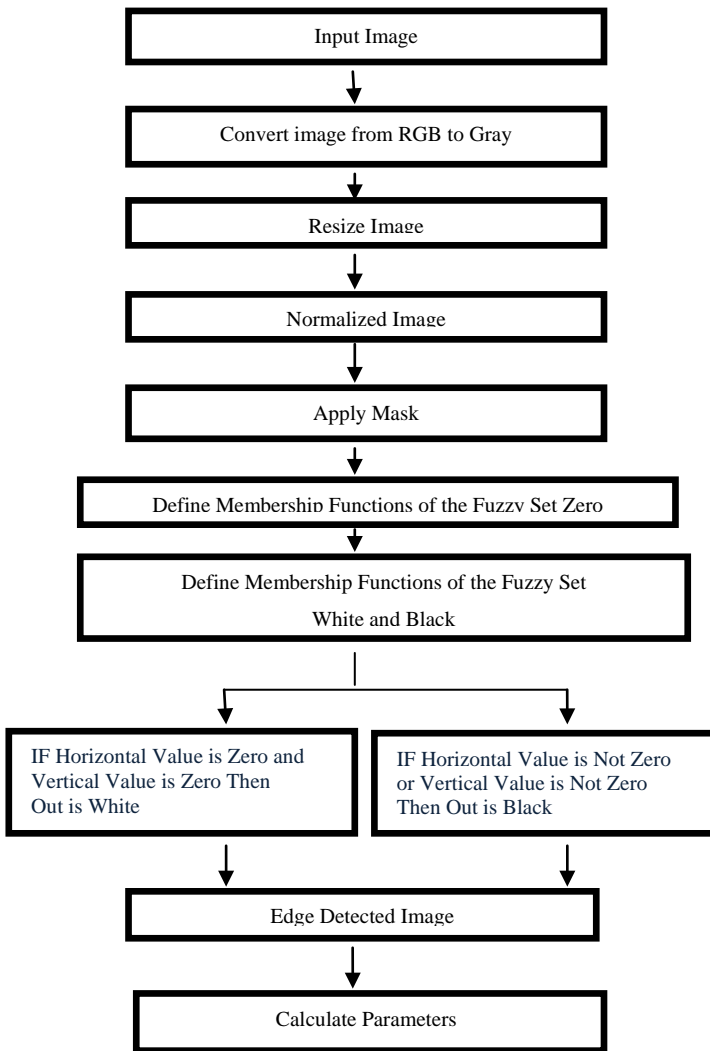 Input Image
Convert image from RGB to Gray
Resize Image
Normalized Image
Apply Mask
Define Membership Functions of the Fuzzy Set Zero
Define Membership Functions of the Fuzzy Set
White and Black
IF Horizontal Value is Zero and
Vertical Value is Zero Then
Out is White
IF Horizontal Value is Not Zero
or Vertical Value is Not Zero
Then Out is Black
Edge Detected Image
Calculate Parameters